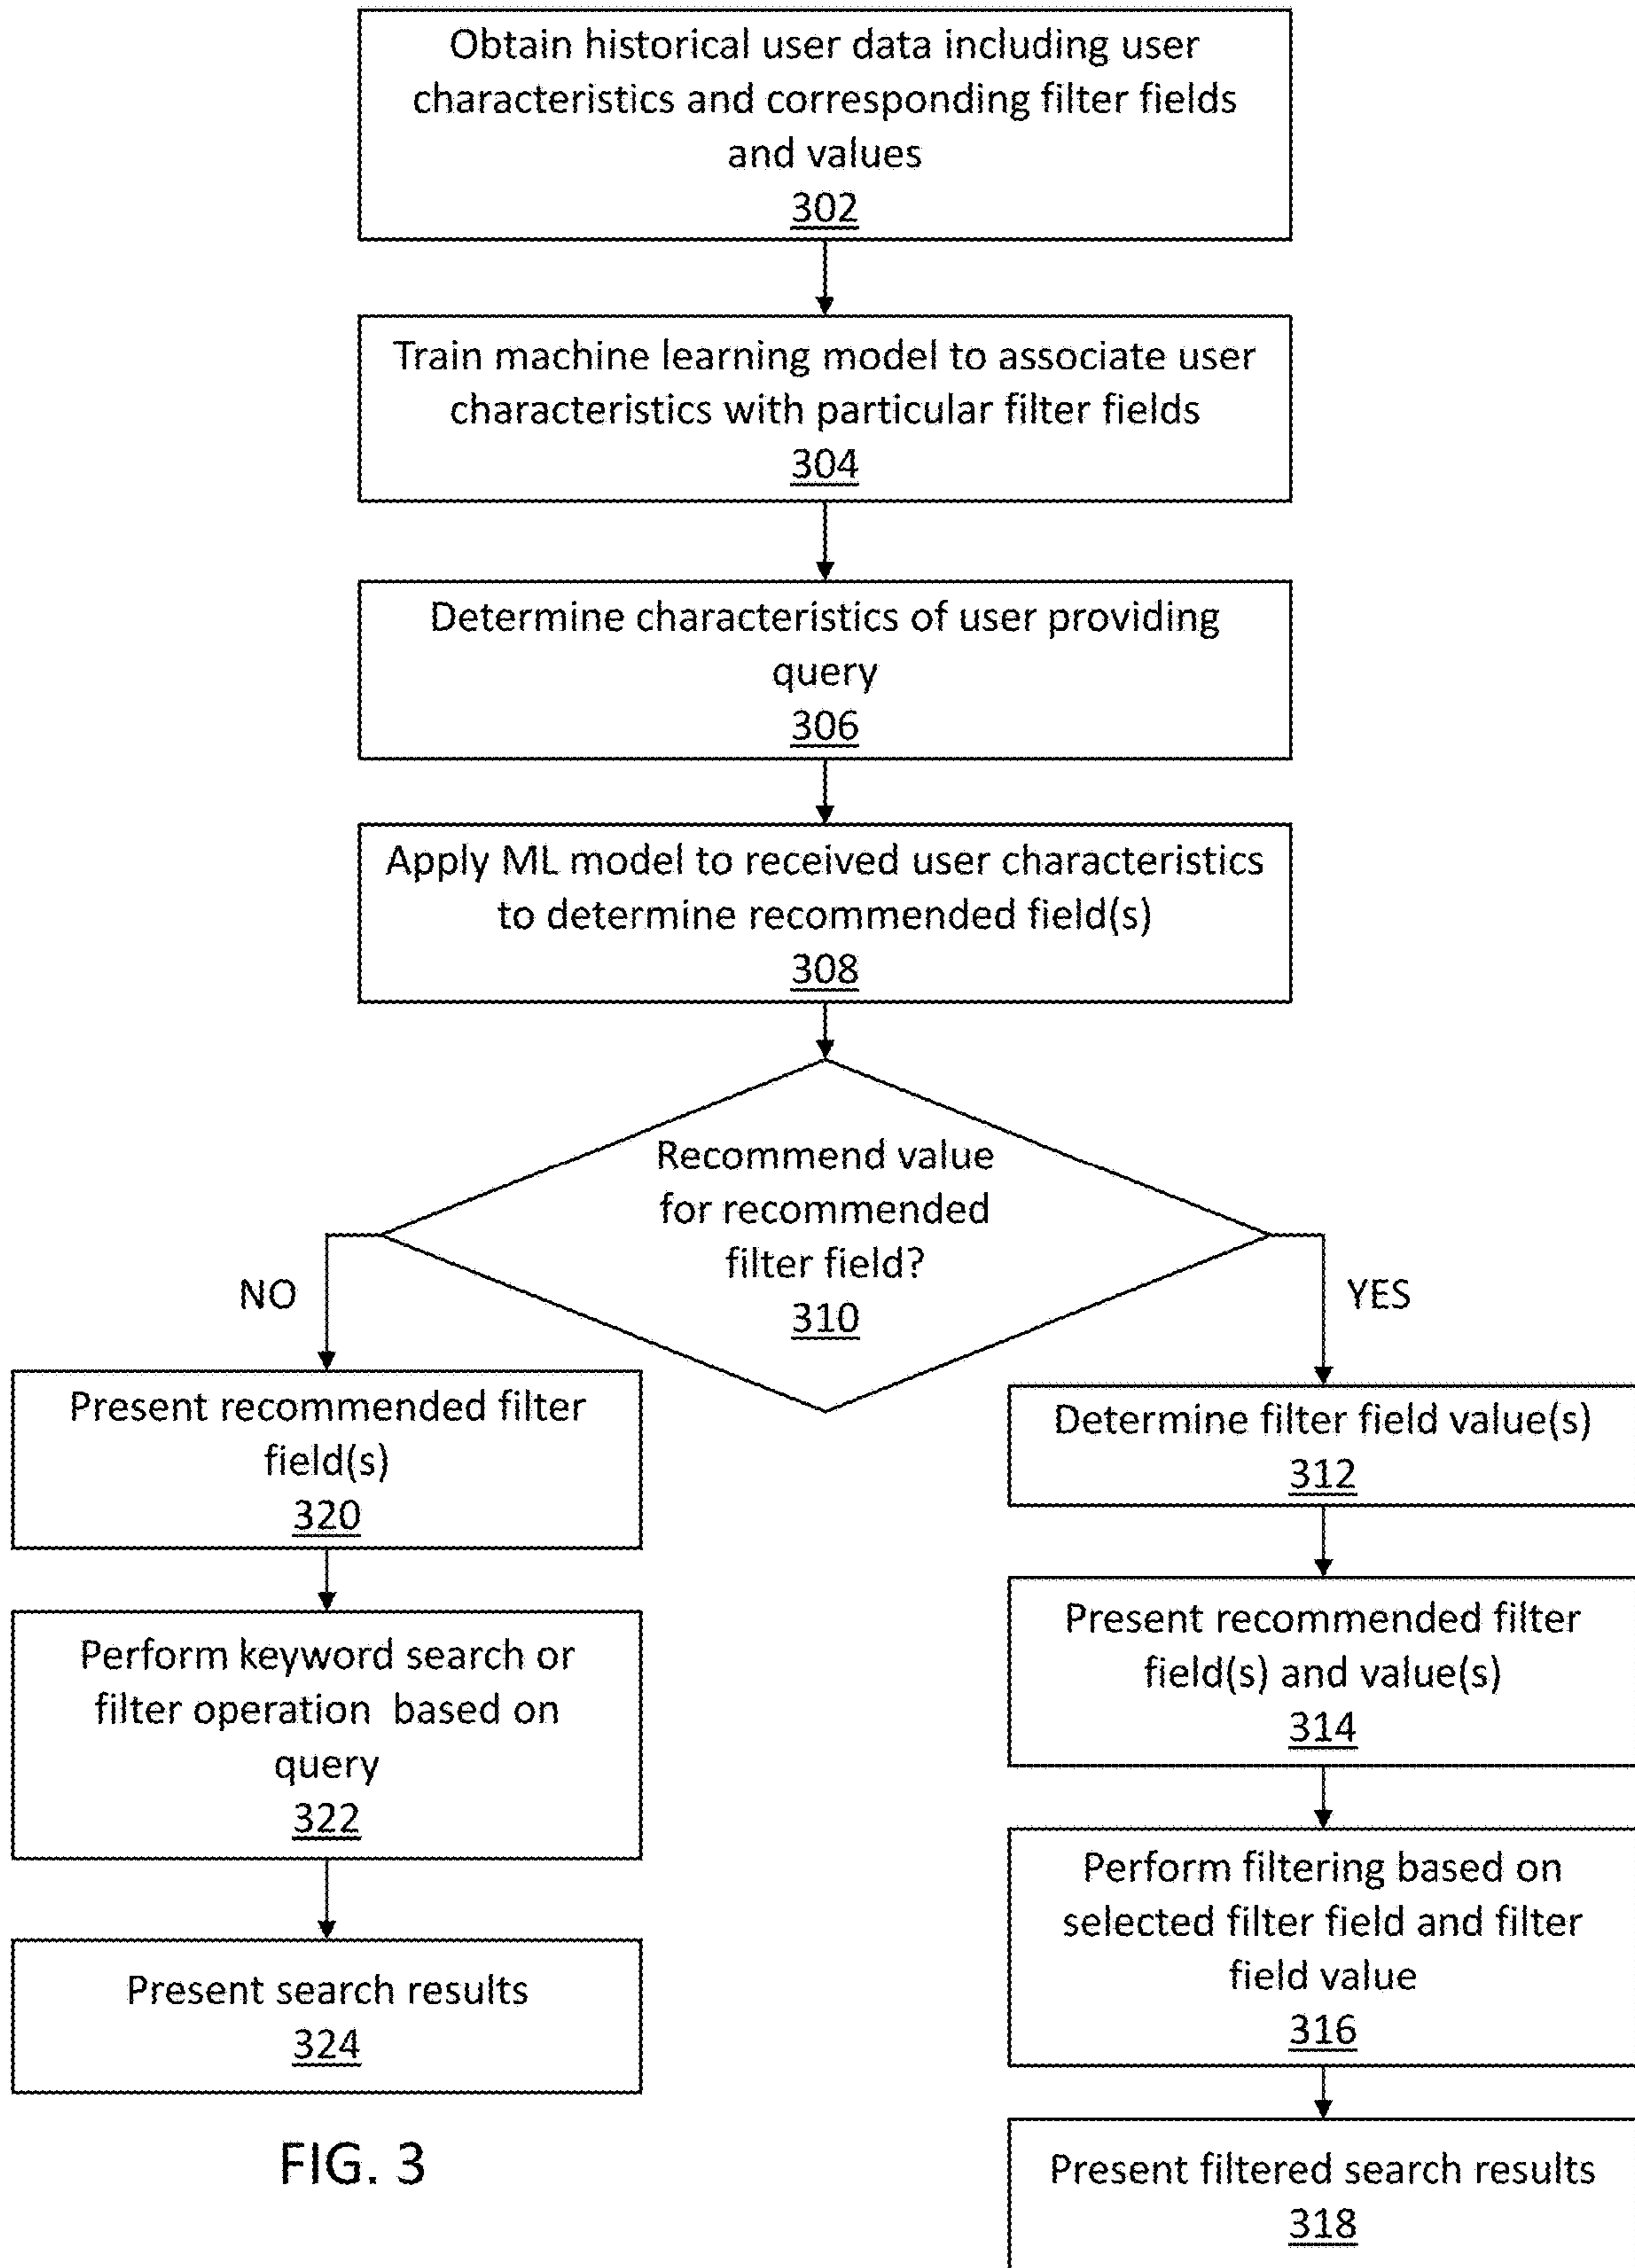 Obtain historical user data including user
characteristics and corresponding filter fields
and values
302
Train machine learning model to associate user
characteristics with particular filter fields
304
Determine characteristics of user providing
query
306
Apply ML model to received user characteristics
to determine recommended field(s)
308
Recommend value
for recommended
filter field?
310
NO
YES
Present recommended filter
field(s)
320
Perform keyword search or
filter operation based on
query
322
Present search results
324
Determine filter field value(s)
312
Present recommended filter
field(s) and value(s)
314
Perform filtering based on
selected filter field and filter
field value
316
Present filtered search results
318
FIG. 3